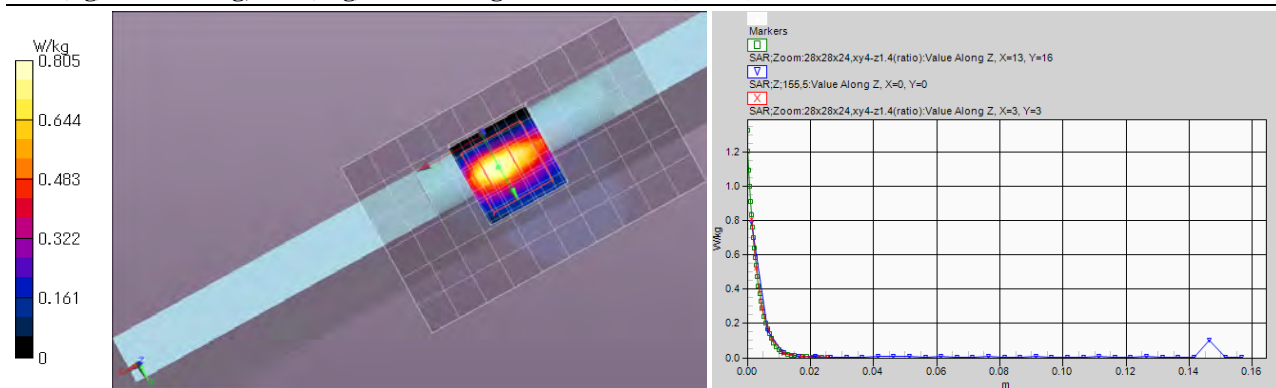 W/kg
0.805
0.644
0.483
0.322
0.161
0
Markers
SAR;Zoom:28x28x24,xy4-z1.4(ratio):Value Along Z, X=13, Y=16
SAR;Z;155,5:Value Along Z, X=0, Y=0
SAR;Zoom:28x28x24,xy4-z1.4(ratio):Value Along Z, X=3, Y=3
W/kg
1.2
1.0
0.8
0.6
0.4
0.2
0.0
0.00 0.02 0.04 0.06 0.08 0.10 0.12 0.14 0.16
m